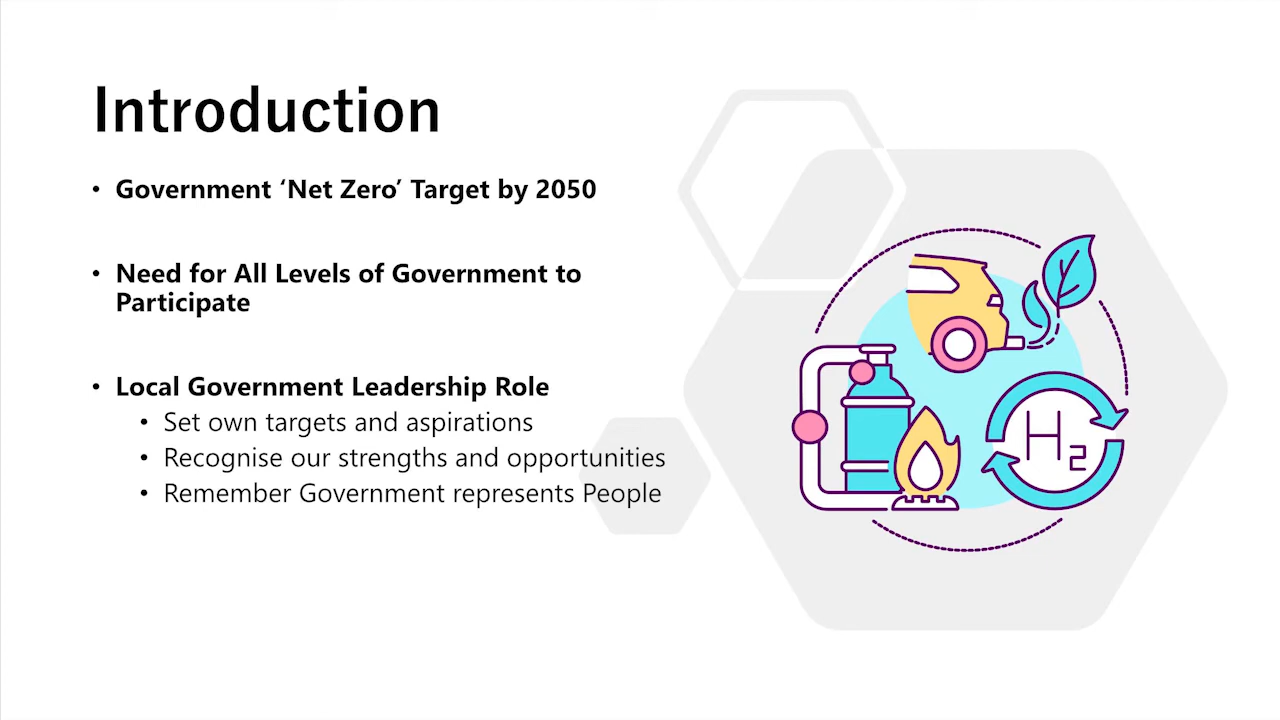 Introduction
• Government ‘Net Zero’ Target by 2050
• Need for All Levels of Government to
Participate
• Local Government Leadership Role
• Set own targets and aspirations
• Recognise our strengths and opportunities
• Remember Government represents People
H2